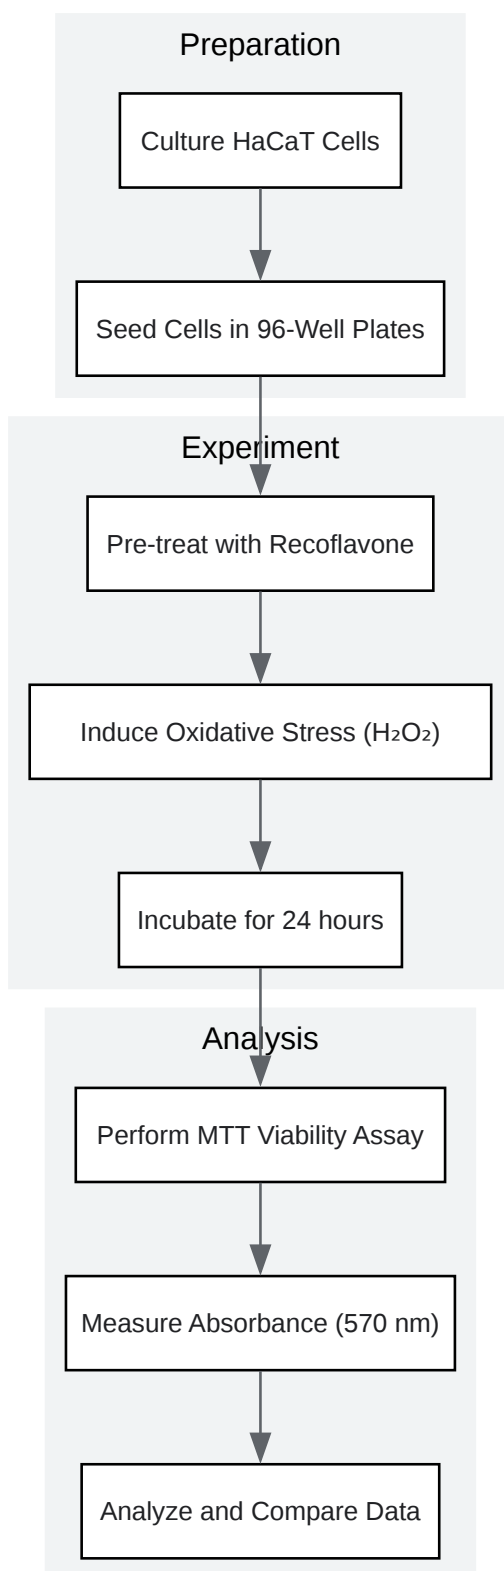 Preparation
Culture HaCaT Cells
Seed Cells in 96-Well Plates
Experiment
Pre-treat with Recoflavone
Induce Oxidative Stress (H₂O₂)
Incubate for 24 hours
Analysis
Perform MTT Viability Assay
Measure Absorbance (570 nm)
Analyze and Compare Data